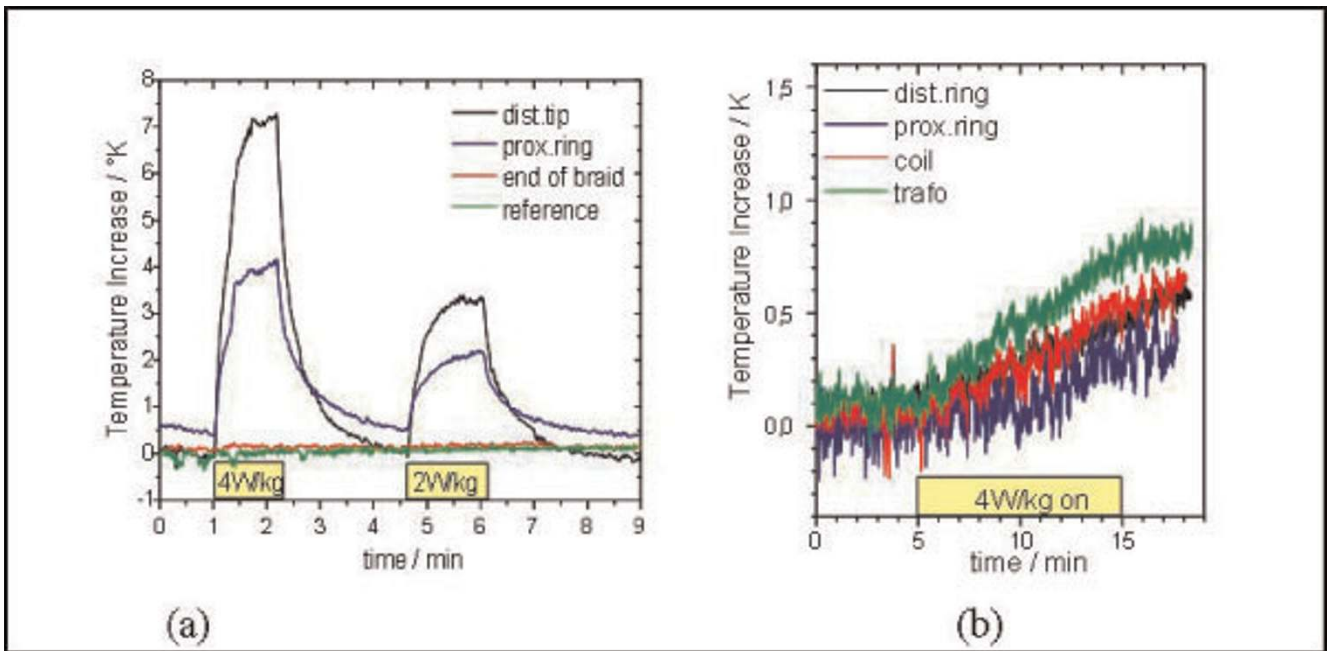 8
7
6
5
4
3
2
1
0
-1
Temperature Increase / °K
dist.tip
prox.ring
end of braid
reference
4W/kg
2W/kg
0 1 2 3 4 5 6 7 8 9
time / min
(a)
1,5
1,0
0,5
0,0
Temperature Increase / K
dist.ring
prox.ring
coil
trafo
4W/kg on
0 5 10 15
time / min
(b)